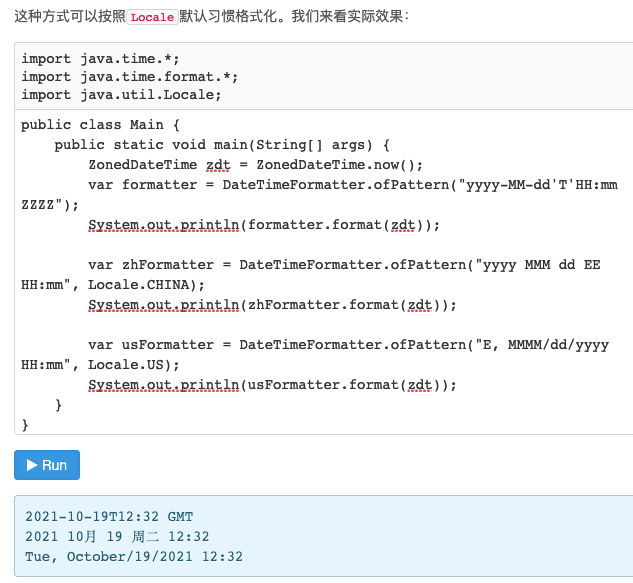 这种方式可以按照Locale默认习惯格式化。我们来看实际效果：
import java.time.*;
import java.time.format.*;
import java.util.Locale;
public class Main {
    public static void main(String[] args) {
        ZonedDateTime zdt = ZonedDateTime.now();
        var formatter = DateTimeFormatter.ofPattern("yyyy-MM-dd'T'HH:mm
ZZZZ");
        System.out.println(formatter.format(zdt));

        var zhFormatter = DateTimeFormatter.ofPattern("yyyy MMM dd EE
HH:mm", Locale.CHINA);
        System.out.println(zhFormatter.format(zdt));

        var usFormatter = DateTimeFormatter.ofPattern("E, MMMM/dd/yyyy
HH:mm", Locale.US);
        System.out.println(usFormatter.format(zdt));
    }
}
Run
2021-10-19T12:32 GMT
2021 10月 19 周二 12:32
Tue, October/19/2021 12:32